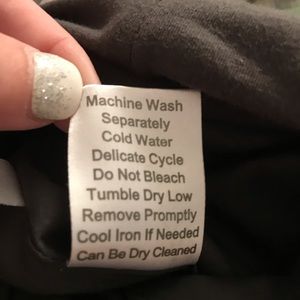 Machine Wash
Separately
Cold Water
Delicate Cycle
Do Not Bleach
Tumble Dry Low
Remove Promptly
Cool Iron If Needed
Can Be Dry Cleaned